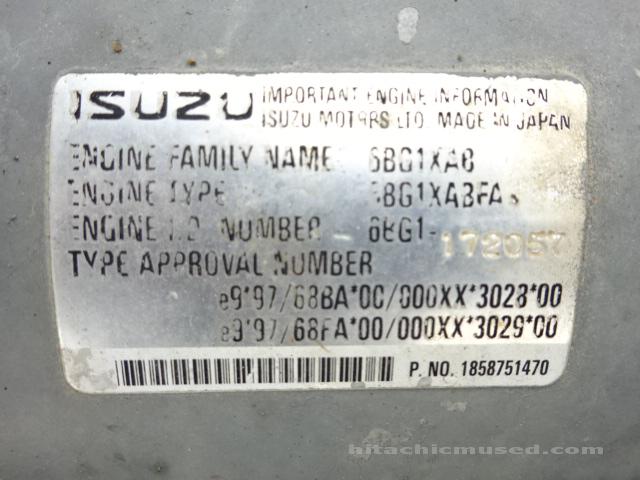 ISUZU IMPORTANT ENGINE INFORMATION
ISUZU MOTORS LTD. MADE IN JAPAN
ENGINE FAMILY NAME
ENGINE TYPE
ENGINE I.D NUMBER - 6BG1-172057
TYPE APPROVAL NUMBER
e9*97/68BA*00/000XX*3028*00
e9*97/68FA*00/000XX*3029*00
P. NO. 1858751470
hitachicmused.com